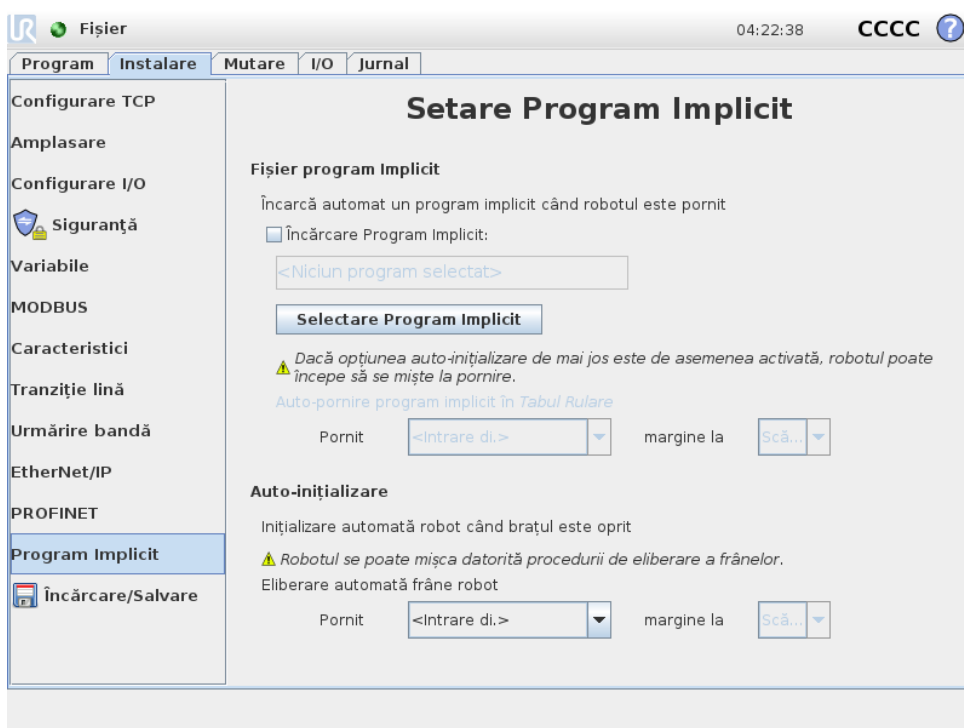 UR Fișier 04:22:38 CCCC ?
Program Instalare Mutare I/O Jurnal
Configurare TCP
Amplasare
Configurare I/O
Siguranță
Variabile
MODBUS
Caracteristici
Tranziție lină
Urmărire bandă
EtherNet/IP
PROFINET
Program Implicit
Încărcare/Salvare
Setare Program Implicit
Fișier program Implicit
Încarcă automat un program implicit când robotul este pornit
Încărcare Program Implicit:
<Niciun program selectat>
Selectare Program Implicit
Dacă opțiunea auto-inițializare de mai jos este de asemenea activată, robotul poate
începe să se miște la pornire.
Auto-pornire program implicit în Tabul Rulare
Pornit <Intrare di.> margine la Scă...
Auto-inițializare
Inițializare automată robot când brațul este oprit
Robotul se poate mișca datorită procedurii de eliberare a frânelor.
Eliberare automată frâne robot
Pornit <Intrare di.> margine la Scă...